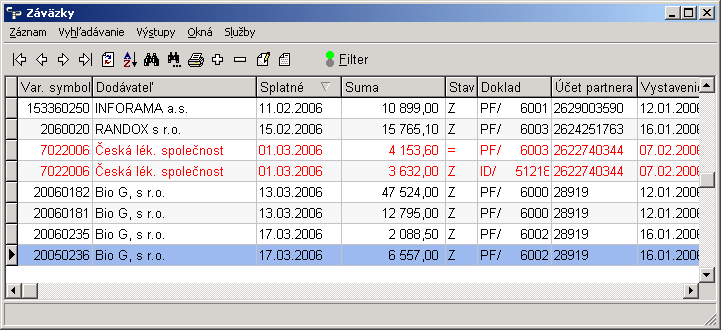 Záväzky
Záznam Vyhľadávanie Výstupy Okná Služby
Filter
Var. symbol Dodávateľ Splatné Suma Stav Doklad Účet partnera Vystavenie
153360250 INFORAMA a.s. 11.02.2006 10 899,00 Z PF/ 6001 2629003590 12.01.2006
2060020 RANDOX s r.o. 15.02.2006 15 765,10 Z PF/ 6003 2624251763 16.01.2006
7022006 Česká lék. společnost 01.03.2006 4 153,60 = PF/ 6003 2622740344 07.02.2006
7022006 Česká lék. společnost 01.03.2006 3 632,00 Z ID/ 51218 2622740344 07.02.2006
20060182 Bio G, s r.o. 13.03.2006 47 524,00 Z PF/ 6000 28919 12.01.2006
20060181 Bio G, s r.o. 13.03.2006 12 795,00 Z PF/ 6000 28919 12.01.2006
20060235 Bio G, s r.o. 17.03.2006 2 088,50 Z PF/ 6002 28919 16.01.2006
20050236 Bio G, s r.o. 17.03.2006 6 557,00 Z PF/ 6002 28919 16.01.2006